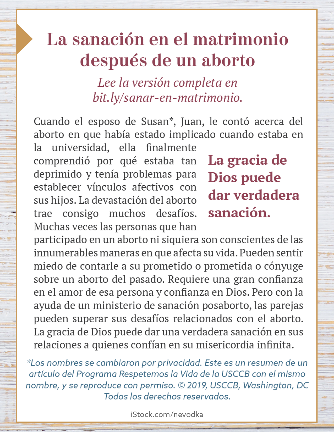 La sanación en el matrimonio
después de un aborto
Lee la versión completa en
bit.ly/sanar-en-matrimonio.
Cuando el esposo de Susan*, Juan, le contó acerca del
aborto en que había estado implicado cuando estaba en
la universidad, ella finalmente
comprendió por qué estaba tan
deprimido y tenía problemas para
establecer vínculos afectivos con
sus hijos. La devastación del aborto
trae consigo muchos desafíos.
Muchas veces las personas que han
La gracia de
Dios puede
dar verdadera
sanación.
participado en un aborto ni siquiera son conscientes de las
innumerables maneras en que afecta su vida. Pueden sentir
miedo de contarle a su prometido o prometida o cónyuge
sobre un aborto del pasado. Requiere una gran confianza
en el amor de esa persona y confianza en Dios. Pero con la
ayuda de un ministerio de sanación posaborto, las parejas
pueden superar sus desafíos relacionados con el aborto.
La gracia de Dios puede dar una verdadera sanación en sus
relaciones a quienes confían en su misericordia infinita.
*Los nombres se cambiaron por privacidad. Este es un resumen de un
artículo del Programa Respetemos la Vida de la USCCB con el mismo
nombre, y se reproduce con permiso. © 2019, USCCB, Washington, DC
Todos los derechos reservados.
iStock.com/nevodka